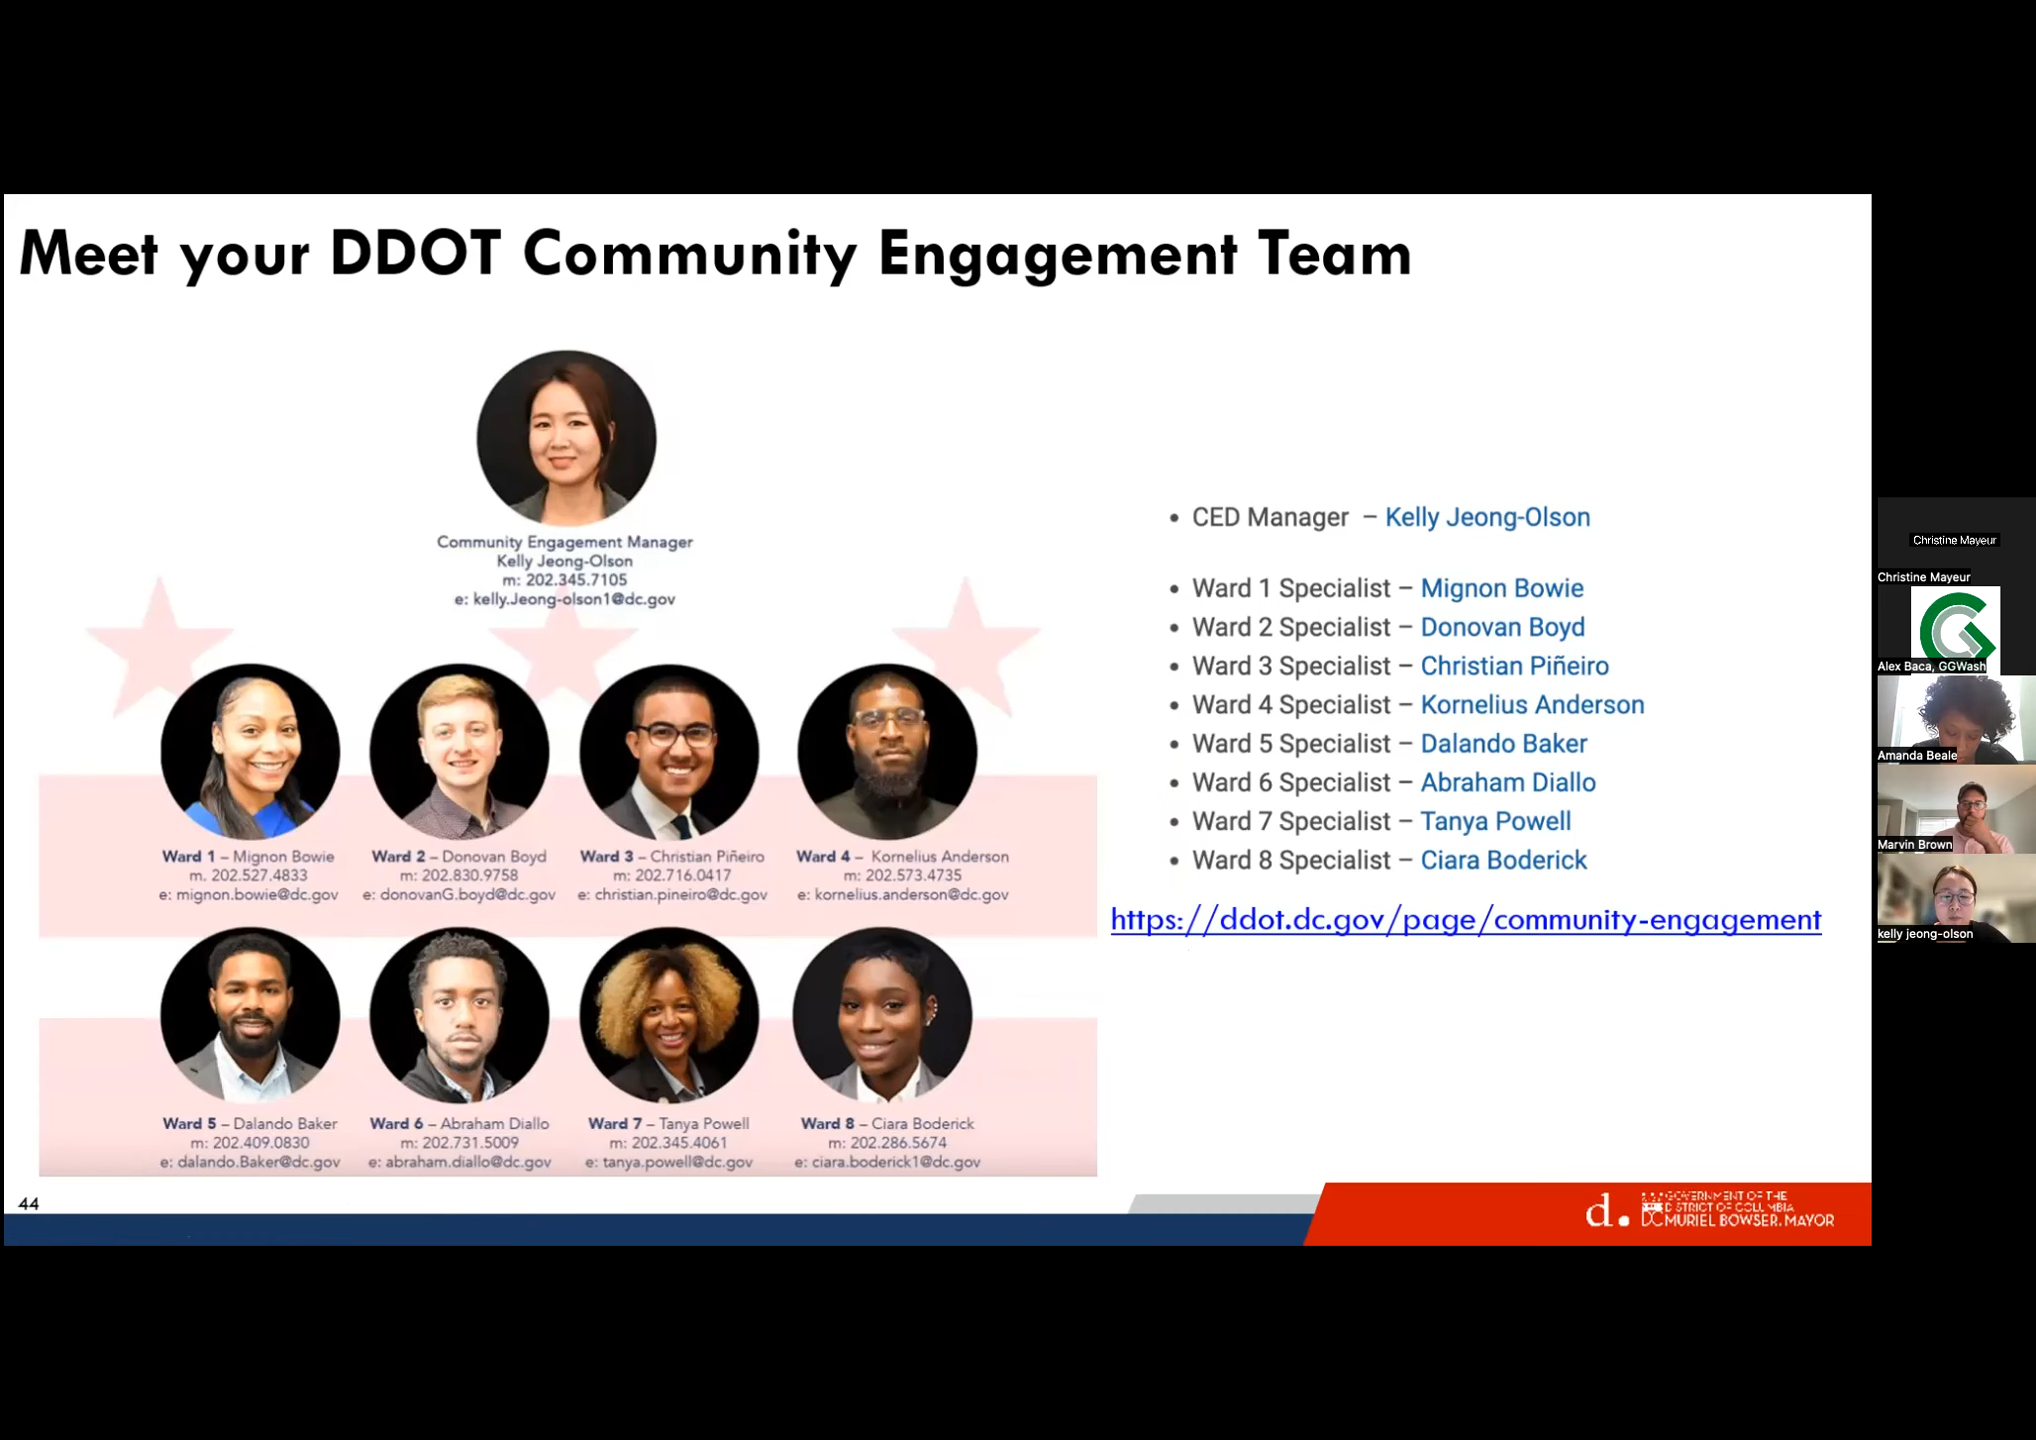 Meet your DDOT Community Engagement Team
Community Engagement Manager
Kelly Jeong-Olson
m: 202.345.7105
e: kelly.Jeong-olson1@dc.gov
Ward 1 – Mignon Bowie
m. 202.527.4833
e: mignon.bowie@dc.gov
Ward 2 – Donovan Boyd
m: 202.830.9758
e: donovanG.boyd@dc.gov
Ward 3 – Christian Piñeiro
m: 202.716.0417
e: christian.pineiro@dc.gov
Ward 4 – Kornelius Anderson
m: 202.573.4735
e: kornelius.anderson@dc.gov
Ward 5 – Dalando Baker
m: 202.409.0830
e: dalando.Baker@dc.gov
Ward 6 – Abraham Diallo
m: 202.731.5009
e: abraham.diallo@dc.gov
Ward 7 – Tanya Powell
m: 202.345.4061
e: tanya.powell@dc.gov
Ward 8 – Ciara Boderick
m: 202.286.5674
e: ciara.boderick1@dc.gov
• CED Manager – Kelly Jeong-Olson
• Ward 1 Specialist – Mignon Bowie
• Ward 2 Specialist – Donovan Boyd
• Ward 3 Specialist – Christian Piñeiro
• Ward 4 Specialist – Kornelius Anderson
• Ward 5 Specialist – Dalando Baker
• Ward 6 Specialist – Abraham Diallo
• Ward 7 Specialist – Tanya Powell
• Ward 8 Specialist – Ciara Boderick
https://ddot.dc.gov/page/community-engagement
44
d.
GOVERNMENT OF THE
DISTRICT OF COLUMBIA
DC MURIEL BOWSER, MAYOR
Christine Mayeur
Christine Mayeur
Alex Baca, GGWash
Amanda Beale
Marvin Brown
kelly jeong-olson